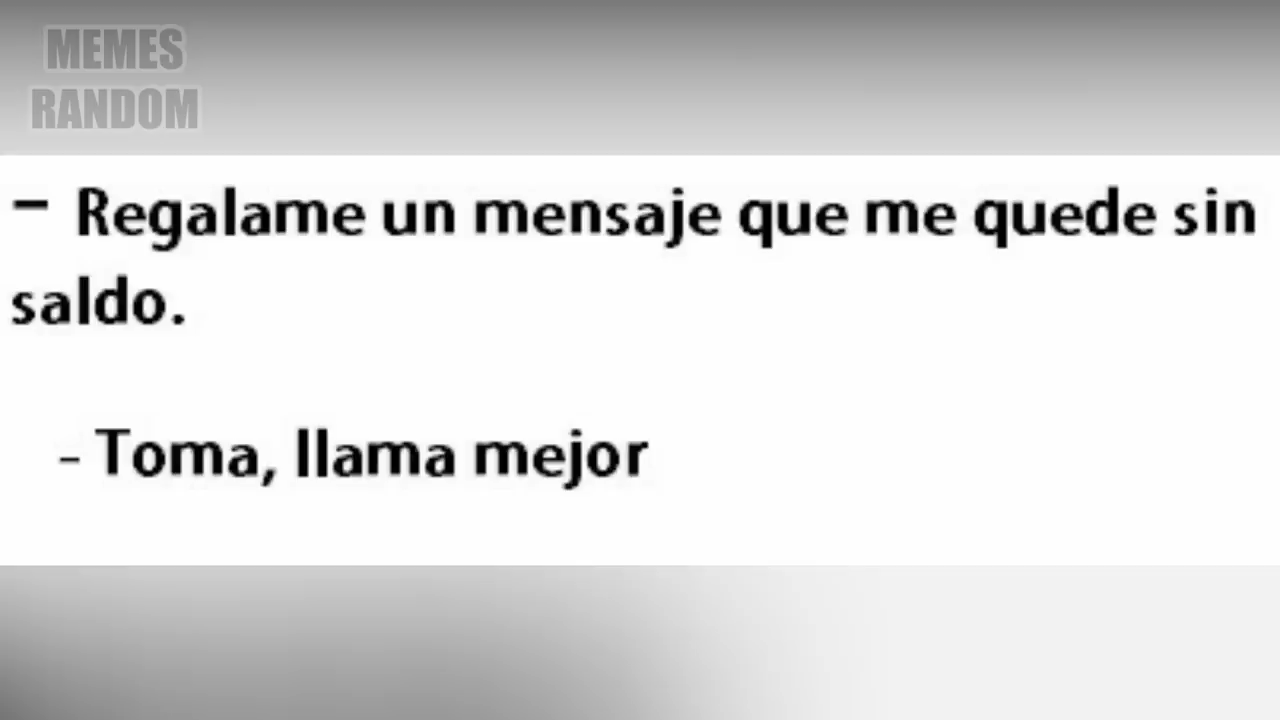 MEMES
RANDOM
- Regalame un mensaje que me quede sin
saldo.
- Toma, llama mejor